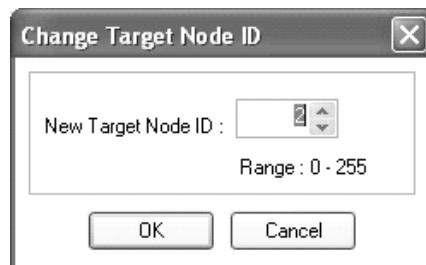 Change Target Node ID
New Target Node ID : 2
Range : 0 - 255
OK Cancel